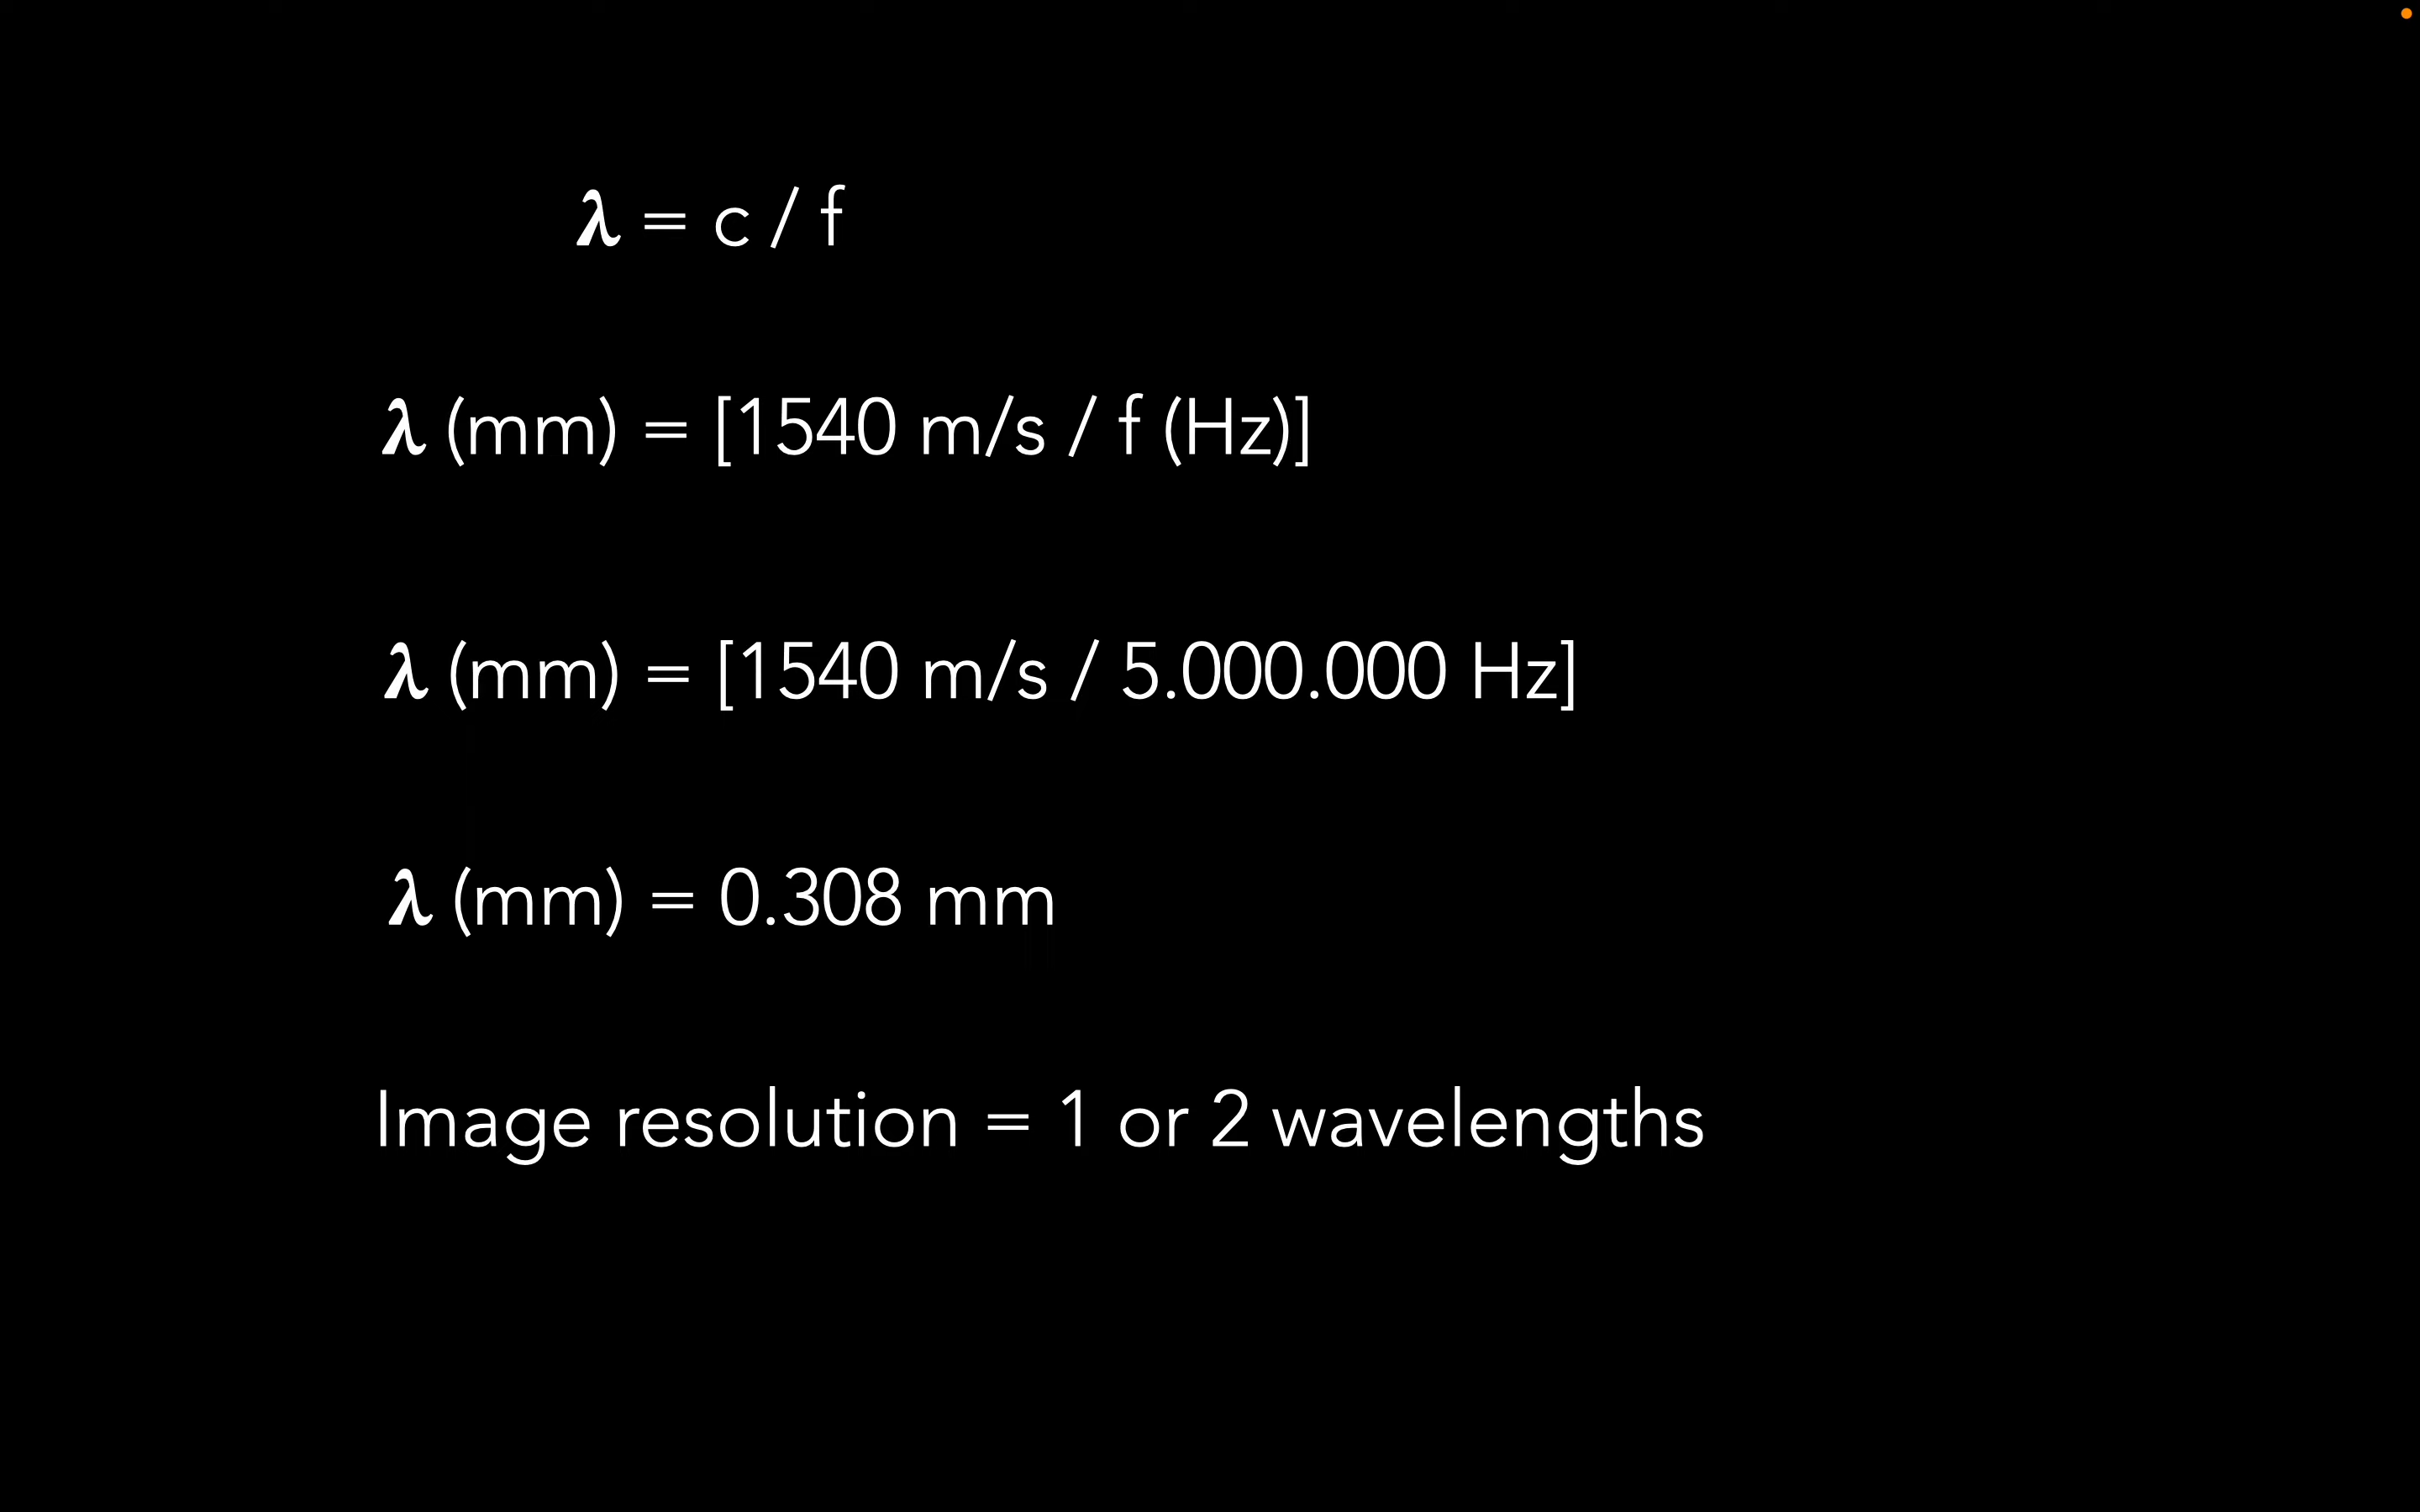 λ = c / f
λ (mm) = [1540 m/s / f (Hz)]
λ (mm) = [1540 m/s / 5.000.000 Hz]
λ (mm) = 0.308 mm
Image resolution = 1 or 2 wavelengths